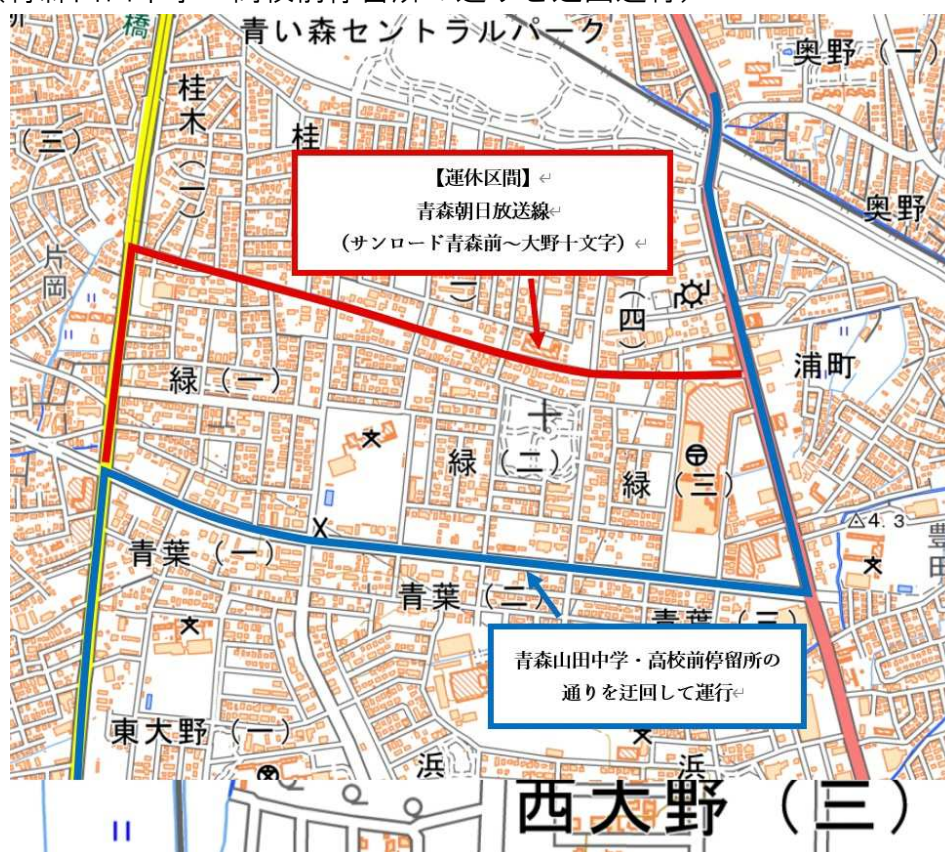 青い森セントラルパーク
奥野（一）
橋
桂木（一）
桂
（三）
【運休区間】
青森朝日放送線
（サンロード青森前～大野十文字）
奥野
片岡
（四）
浦町
緑（一）
緑（二）
緑（三）
4.3
豊田
青葉（一）
青葉（二）
青葉（三）
青森山田中学・高校前停留所の
通りを迂回して運行
東大野（一）
浜
浜
西大野（三）